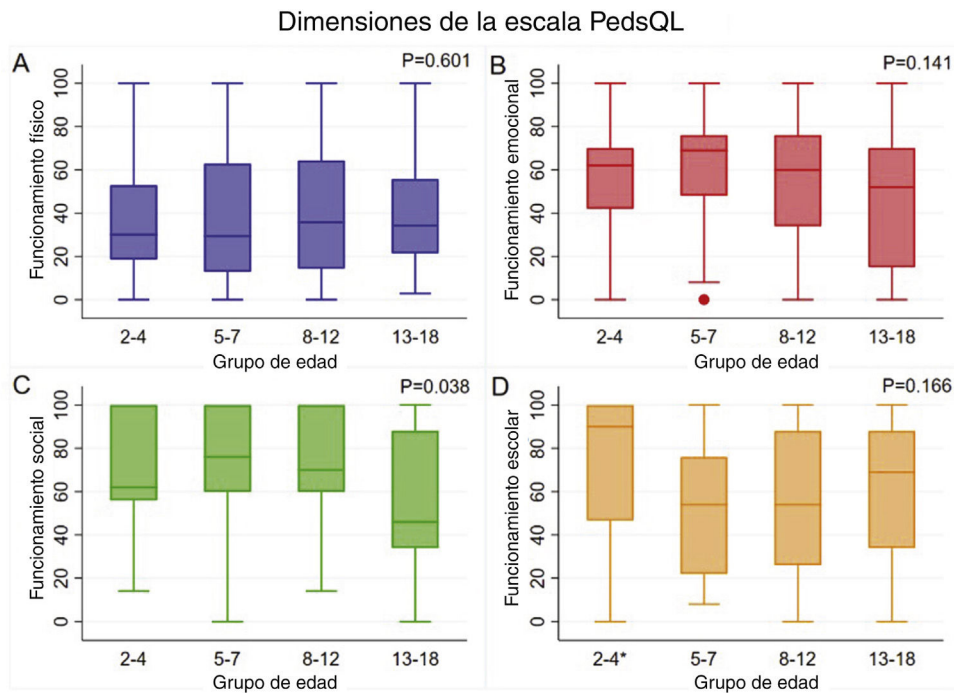 Dimensiones de la escala PedsQL
A
P=0.601
Funcionamiento físico
100
80
60
40
20
0
2-4 5-7 8-12 13-18
Grupo de edad
B
P=0.141
Funcionamiento emocional
100
80
60
40
20
0
2-4 5-7 8-12 13-18
Grupo de edad
C
P=0.038
Funcionamiento social
100
80
60
40
20
0
2-4 5-7 8-12 13-18
Grupo de edad
D
P=0.166
Funcionamiento escolar
100
80
60
40
20
0
2-4* 5-7 8-12 13-18
Grupo de edad